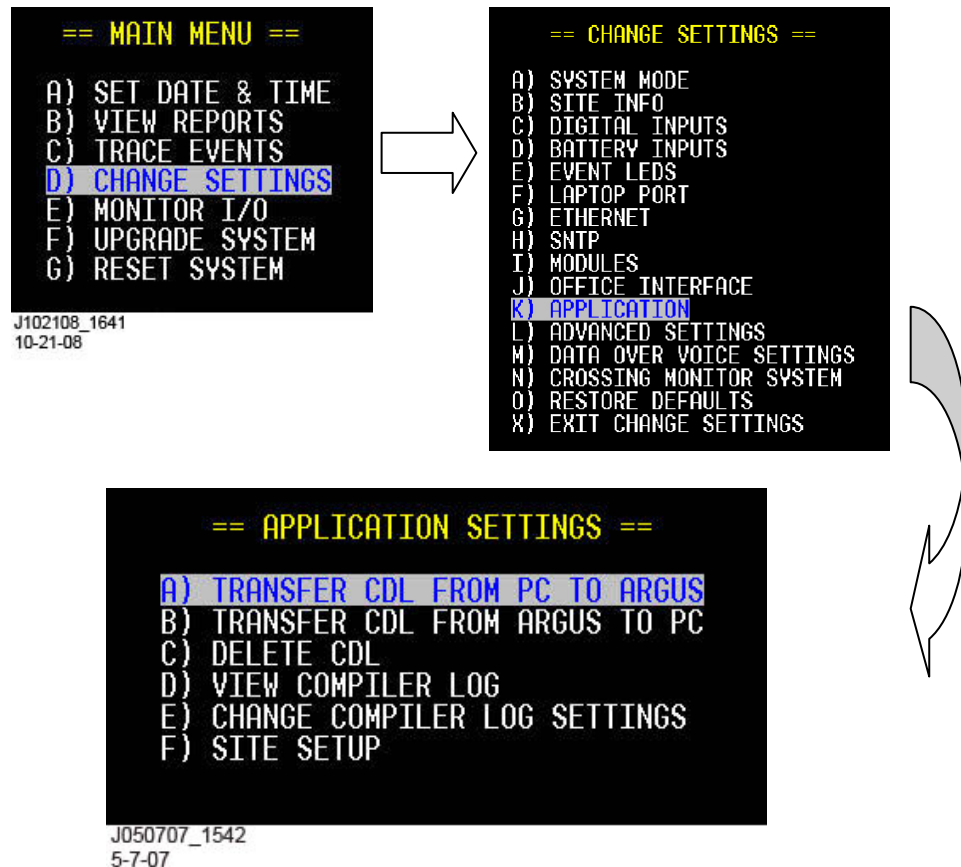 == MAIN MENU ==
A) SET DATE & TIME
B) VIEW REPORTS
C) TRACE EVENTS
D) CHANGE SETTINGS
E) MONITOR I/O
F) UPGRADE SYSTEM
G) RESET SYSTEM
J102108_1641
10-21-08
== CHANGE SETTINGS ==
A) SYSTEM MODE
B) SITE INFO
C) DIGITAL INPUTS
D) BATTERY INPUTS
E) EVENT LEDS
F) LAPTOP PORT
G) ETHERNET
H) SNTP
I) MODULES
J) OFFICE INTERFACE
K) APPLICATION
L) ADVANCED SETTINGS
M) DATA OVER VOICE SETTINGS
N) CROSSING MONITOR SYSTEM
O) RESTORE DEFAULTS
X) EXIT CHANGE SETTINGS
== APPLICATION SETTINGS ==
A) TRANSFER CDL FROM PC TO ARGUS
B) TRANSFER CDL FROM ARGUS TO PC
C) DELETE CDL
D) VIEW COMPILER LOG
E) CHANGE COMPILER LOG SETTINGS
F) SITE SETUP
J050707_1542
5-7-07